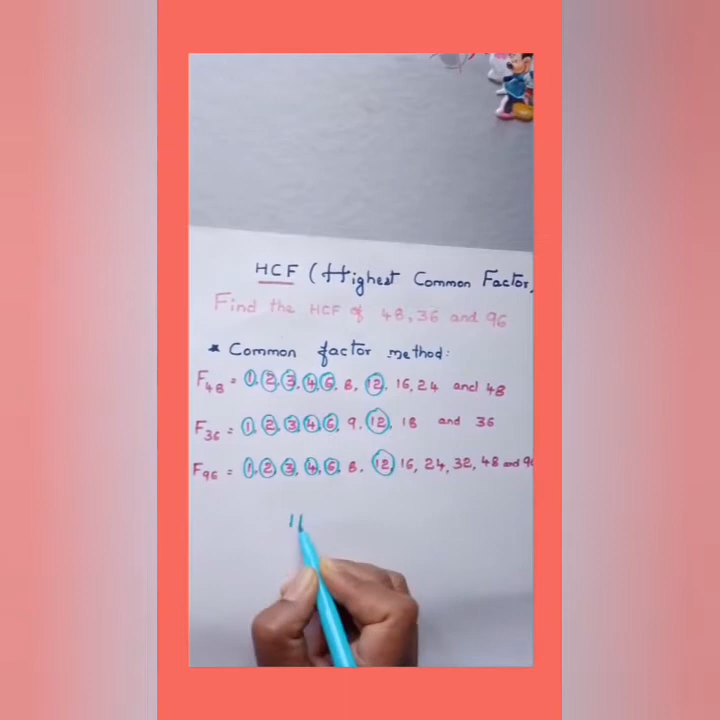 HCF (Highest Common Factor)
Find the HCF of 48, 36 and 96
* Common factor method:
F48 = 1, 2, 3, 4, 6, 8, 12, 16, 24 and 48
F36 = 1, 2, 3, 4, 6, 9, 12, 18 and 36
F96 = 1, 2, 3, 4, 6, 8, 12, 16, 24, 32, 48 and 96